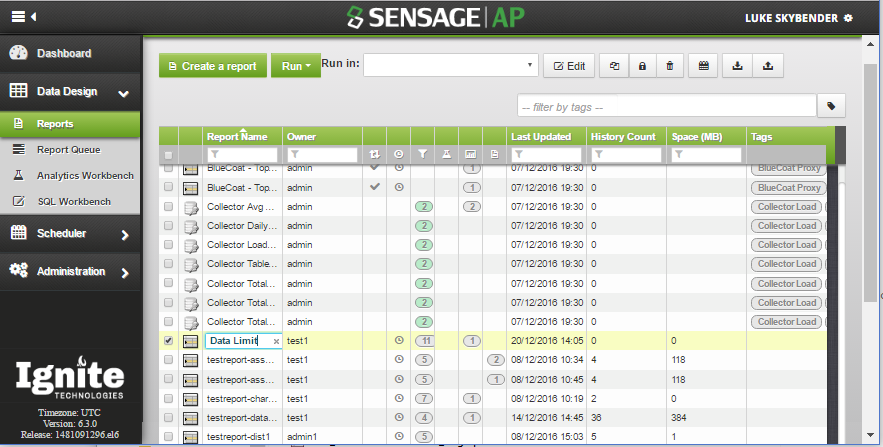 SENSAGE AP
LUKE SKYBENDER
Dashboard
Data Design
Reports
Report Queue
Analytics Workbench
SQL Workbench
Scheduler
Administration
Ignite
TECHNOLOGIES
Timezone: UTC
Version: 6.3.0
Release: 1481091296.el6
Create a report Run Run in: Edit
-- filter by tags --
Report Name Owner Last Updated History Count Space (MB) Tags
BlueCoat - Top... admin 1 07/12/2016 19:30 0 BlueCoat Proxy
BlueCoat - Top... admin 1 07/12/2016 19:30 0 BlueCoat Proxy
Collector Avg ... admin 2 2 07/12/2016 19:30 0 Collector Load
Collector Daily... admin 2 07/12/2016 19:30 0 Collector Load
Collector Load... admin 2 07/12/2016 19:30 0 Collector Load
Collector Table... admin 2 07/12/2016 19:30 0 Collector Load
Collector Total... admin 2 07/12/2016 19:30 0 Collector Load
Collector Total... admin 2 07/12/2016 19:30 0 Collector Load
Collector Total... admin 2 07/12/2016 19:30 0 Collector Load
Data Limit × test1 11 1 20/12/2016 14:05 0 0
testreport-ass... test1 5 2 08/12/2016 10:34 4 118
testreport-ass... test1 5 1 08/12/2016 10:45 4 118
testreport-char... test1 7 1 08/12/2016 10:19 2 0
testreport-data... test1 4 1 14/12/2016 14:45 36 384
testreport-dist1 admin1 5 08/12/2016 15:03 5 1